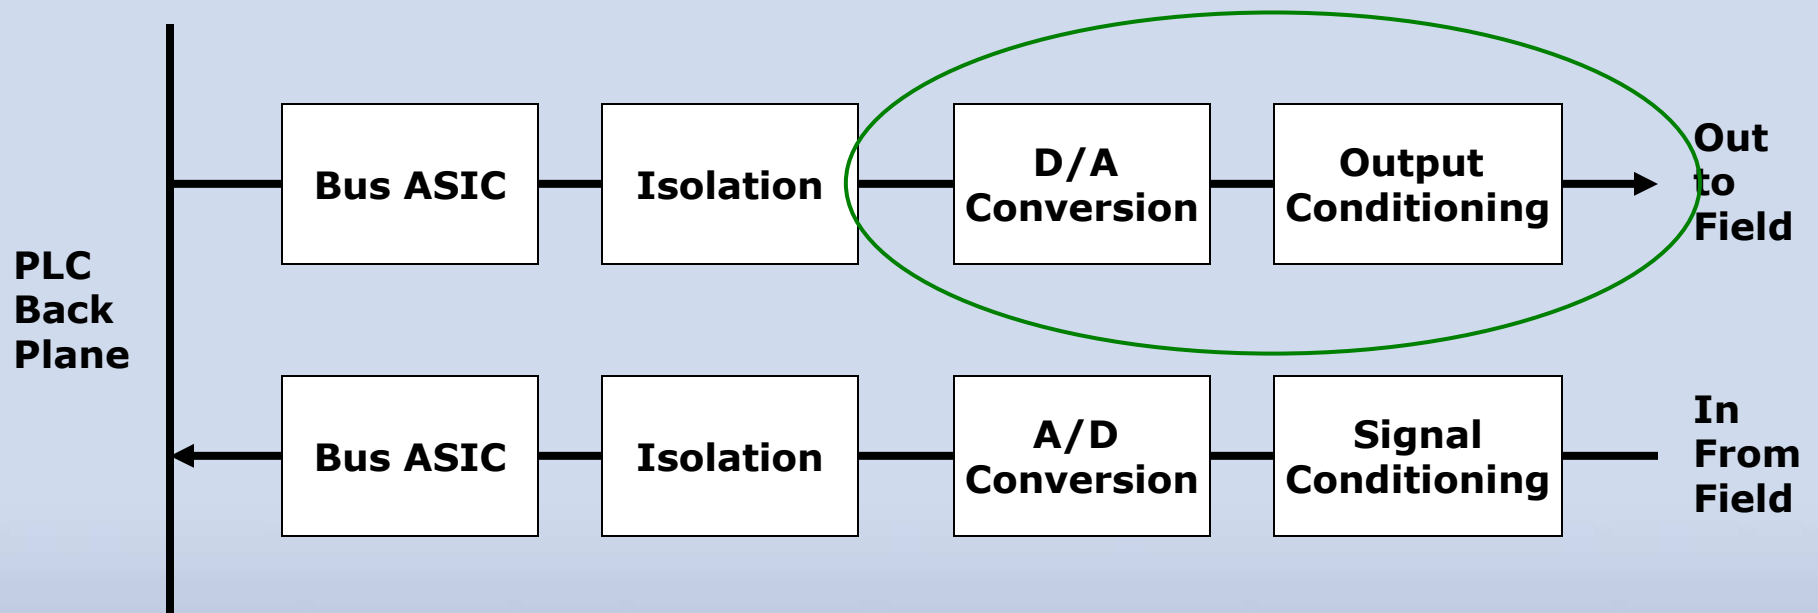 PLC
Back
Plane
Bus ASIC
Isolation
D/A
Conversion
Output
Conditioning
Out
to
Field
Bus ASIC
Isolation
A/D
Conversion
Signal
Conditioning
In
From
Field